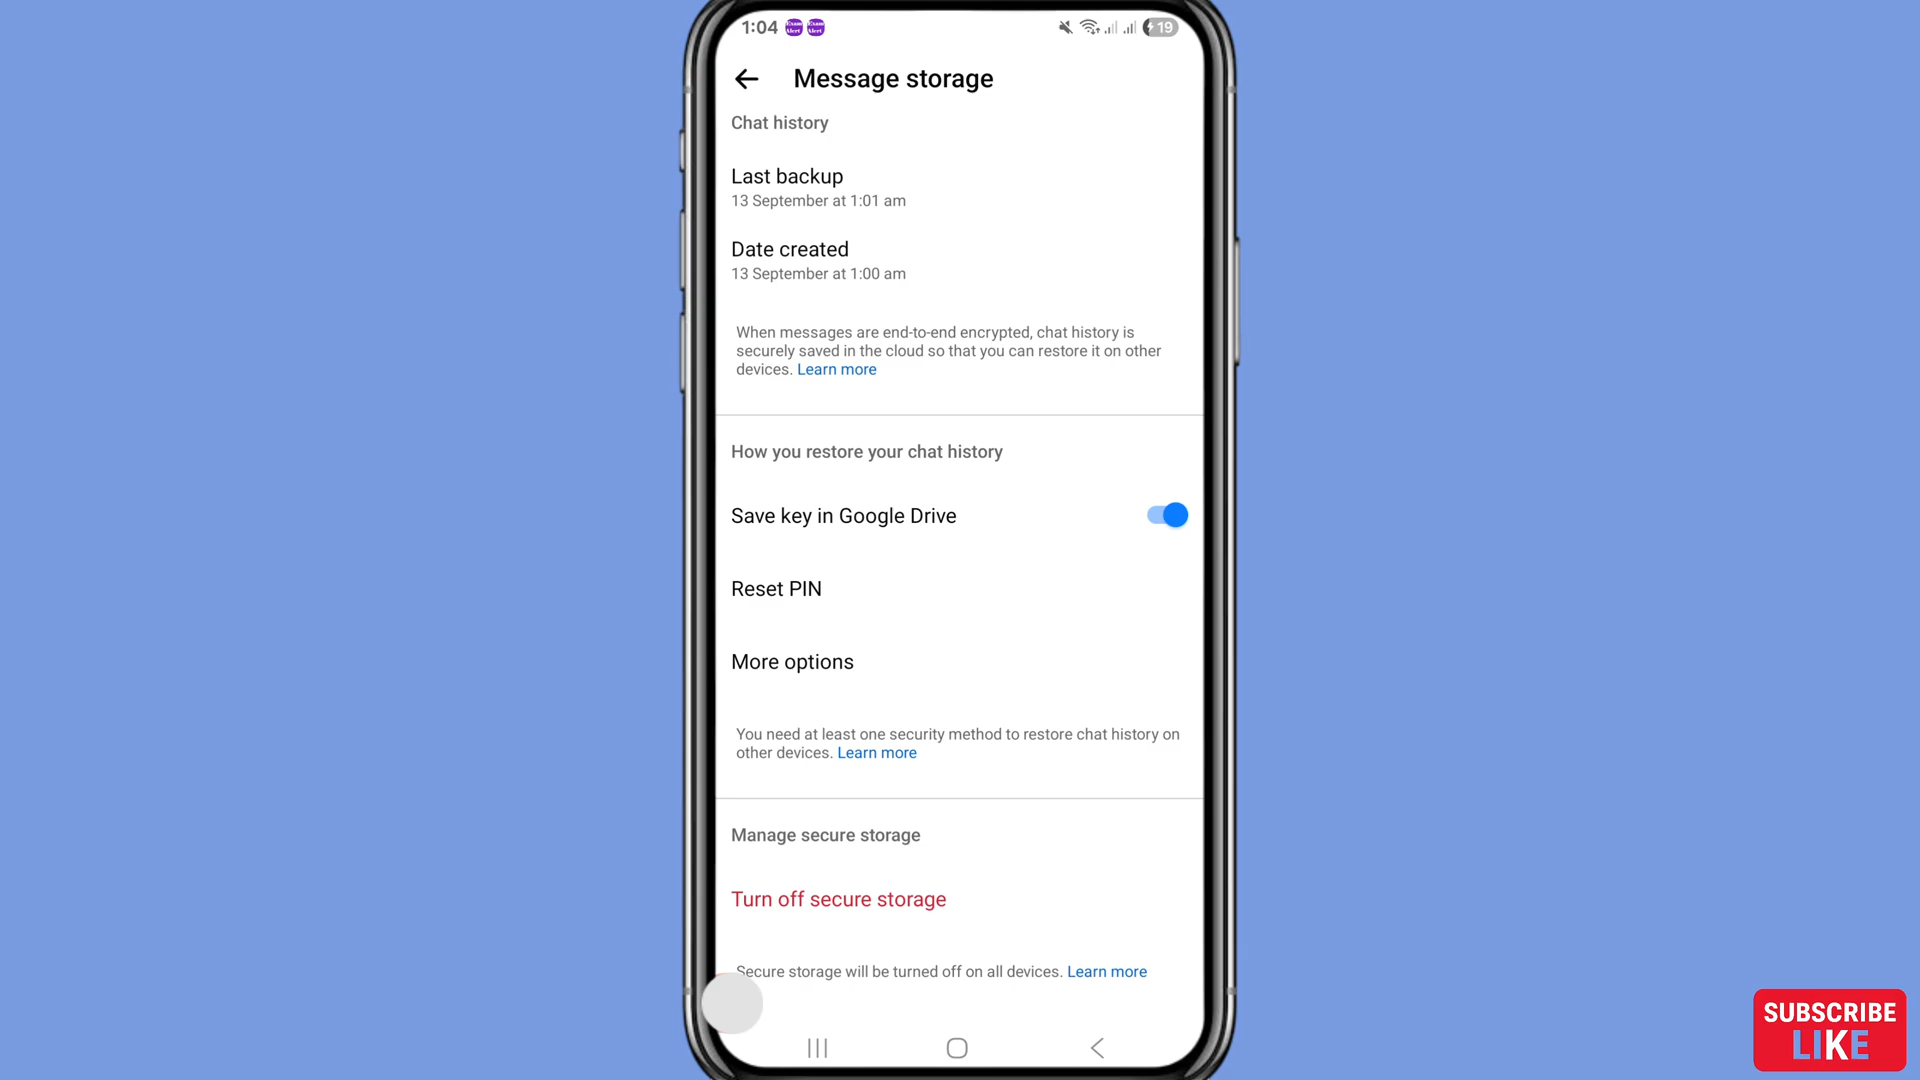 1:04
Exam Alert
Exam Alert
19
Message storage
Chat history
Last backup
13 September at 1:01 am
Date created
13 September at 1:00 am
When messages are end-to-end encrypted, chat history is
securely saved in the cloud so that you can restore it on other
devices. Learn more
How you restore your chat history
Save key in Google Drive
Reset PIN
More options
You need at least one security method to restore chat history on
other devices. Learn more
Manage secure storage
Turn off secure storage
Secure storage will be turned off on all devices. Learn more
SUBSCRIBE
LIKE